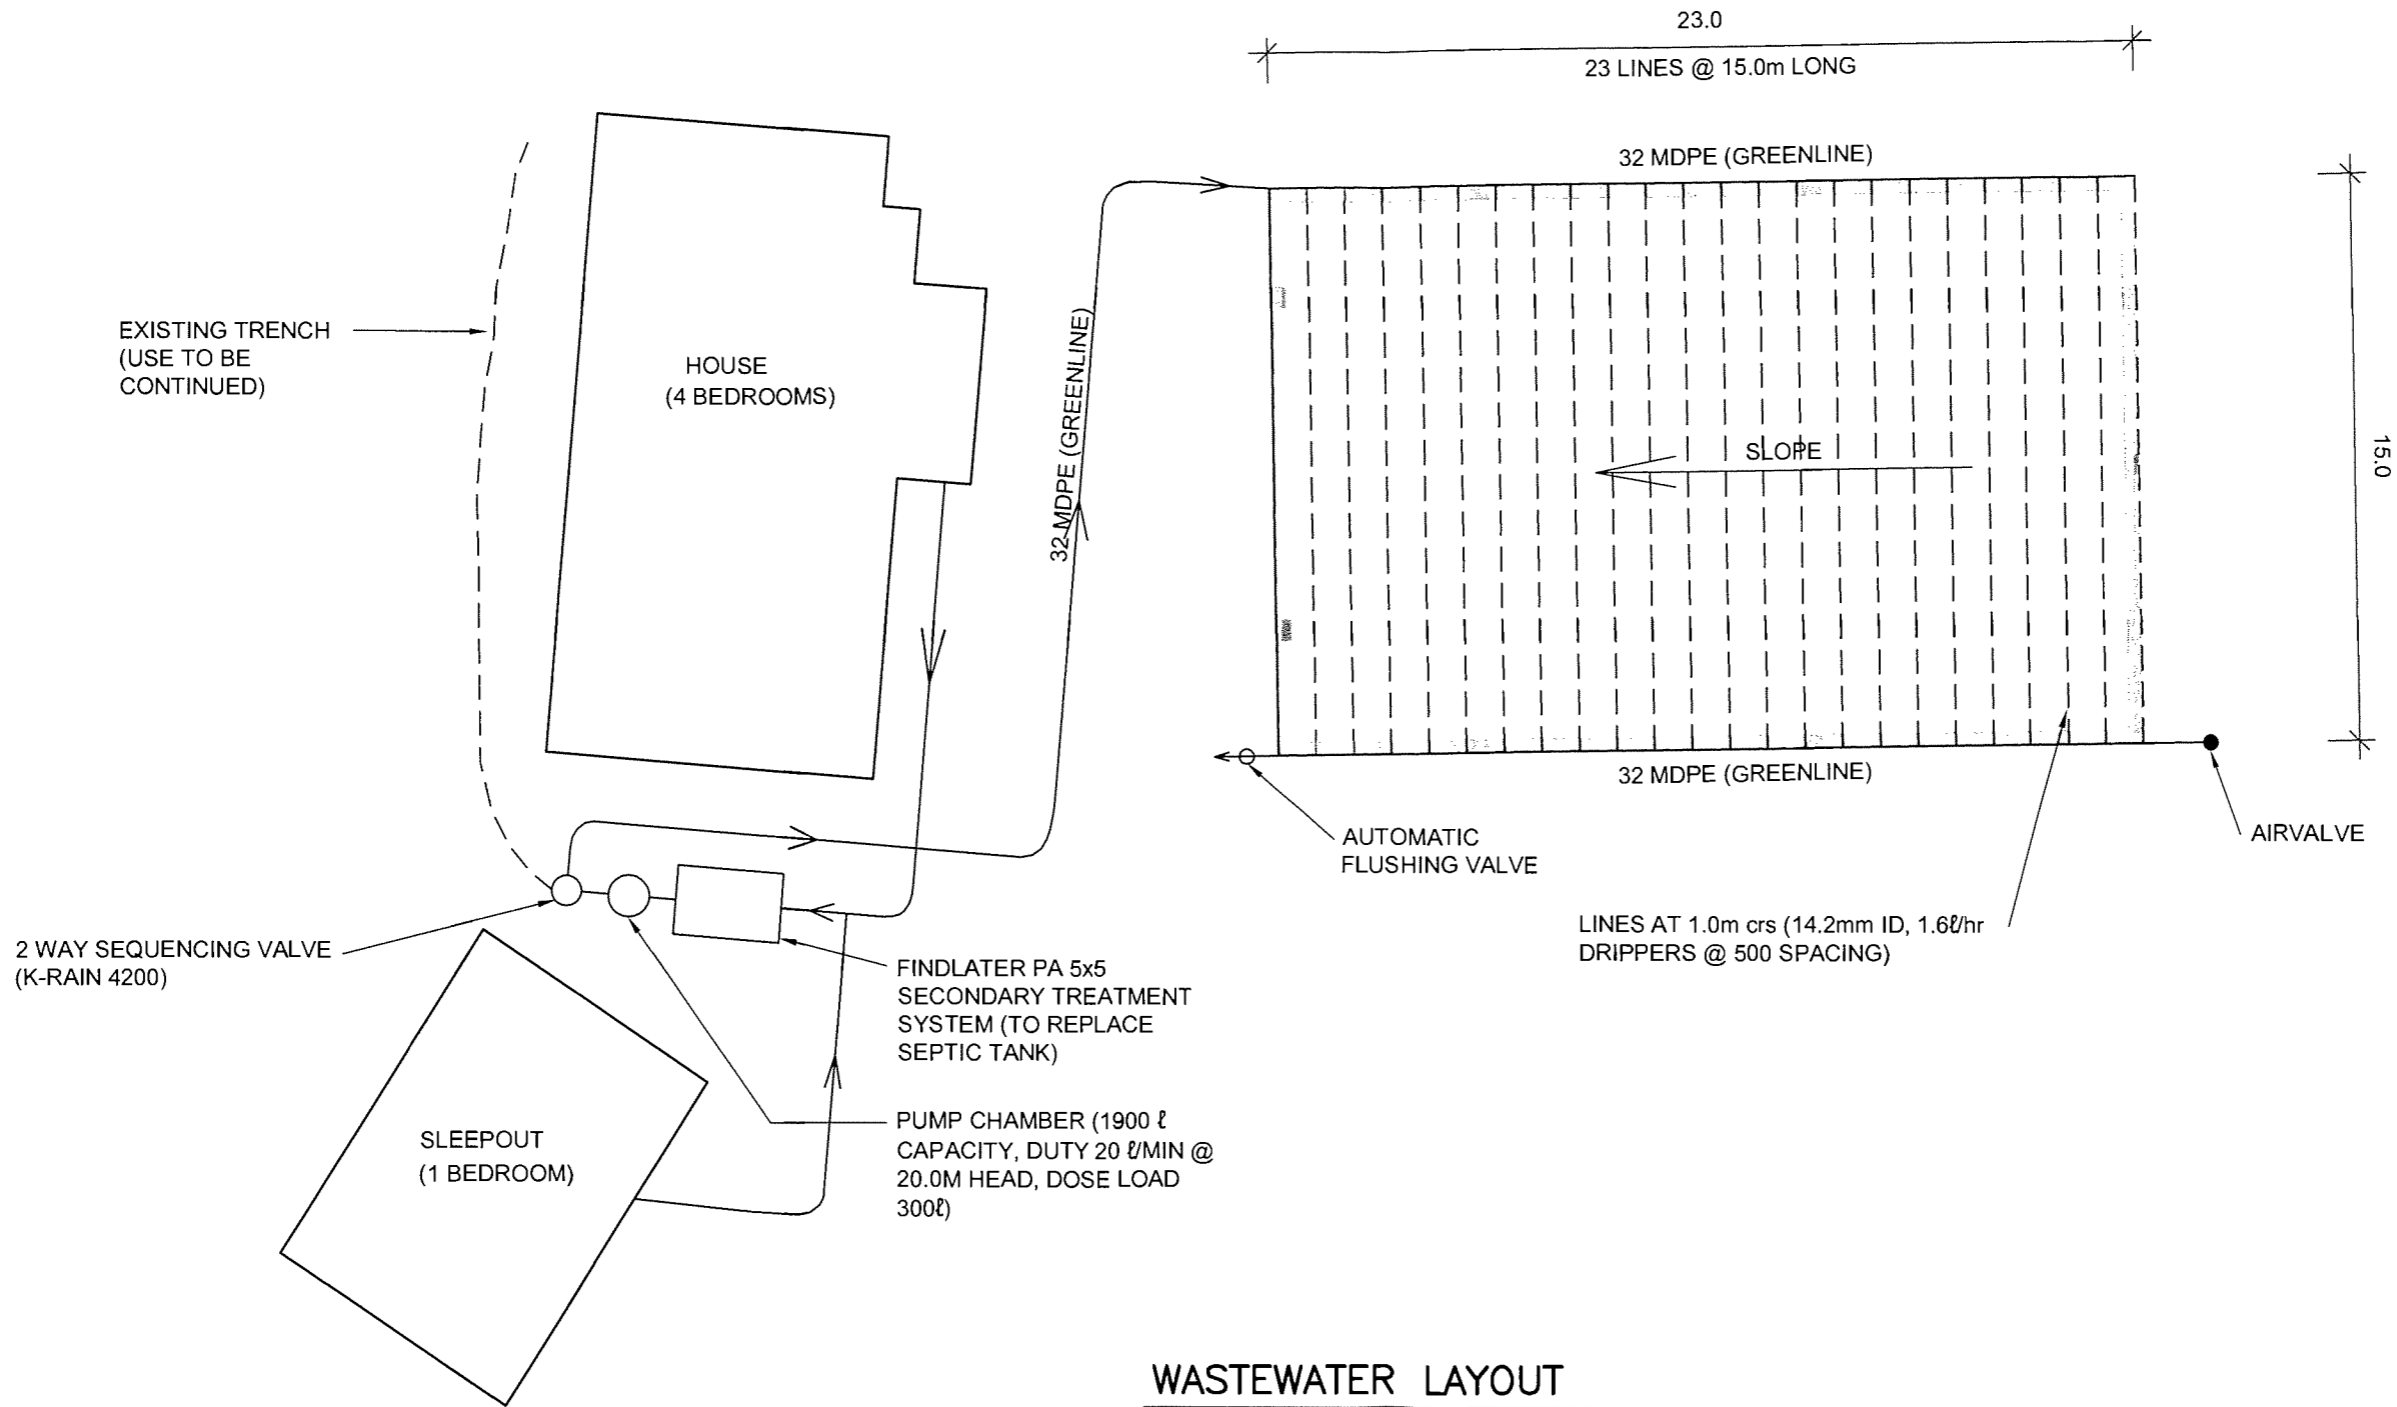 23.0
23 LINES @ 15.0m LONG
32 MDPE (GREENLINE)
EXISTING TRENCH
(USE TO BE
CONTINUED)
HOUSE
(4 BEDROOMS)
32 MDPE (GREENLINE)
SLOPE
15.0
32 MDPE (GREENLINE)
AUTOMATIC
FLUSHING VALVE
AIRVALVE
LINES AT 1.0m crs (14.2mm ID, 1.6ℓ/hr
DRIPPERS @ 500 SPACING)
2 WAY SEQUENCING VALVE
(K-RAIN 4200)
FINDLATER PA 5x5
SECONDARY TREATMENT
SYSTEM (TO REPLACE
SEPTIC TANK)
PUMP CHAMBER (1900 ℓ
CAPACITY, DUTY 20 ℓ/MIN @
20.0M HEAD, DOSE LOAD
300ℓ)
SLEEPOUT
(1 BEDROOM)
WASTEWATER LAYOUT